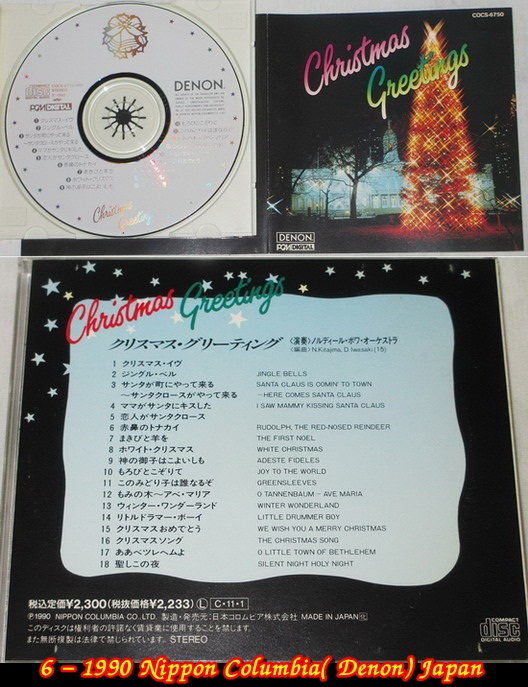 COCS-6750
Christmas
Greetings
DENON
PCM DIGITAL
DENON
COMPACT
disc
DIGITAL AUDIO
PCM DIGITAL
Christmas
Greetings
Christmas Greetings
クリスマス・グリーティング 〈演奏〉ノルディール・ポワ・オーケストラ
〈編曲〉N.Kitajima, D.Iwasaki (15)
1 クリスマス・イヴ
2 ジングル・ベル JINGLE BELLS
3 サンタが町にやって来る SANTA CLAUS IS COMIN' TO TOWN
〜サンタクロースがやって来る −HERE COMES SANTA CLAUS
4 ママがサンタにキスした I SAW MAMMY KISSING SANTA CLAUS
5 恋人がサンタクロース
6 赤鼻のトナカイ RUDOLPH, THE RED-NOSED REINDEER
7 まきびと羊を THE FIRST NOEL
8 ホワイト・クリスマス WHITE CHRISTMAS
9 神の御子はこよいしも ADESTE FIDELES
10 もろびとこぞりて JOY TO THE WORLD
11 このみどり子は誰なるぞ GREENSLEEVES
12 もみの木〜アベ・マリア O TANNENBAUM − AVE MARIA
13 ウィンター・ワンダーランド WINTER WONDERLAND
14 リトルドラマー・ボーイ LITTLE DRUMMER BOY
15 クリスマスおめでとう WE WISH YOU A MERRY CHRISTMAS
16 クリスマスソング THE CHRISTMAS SONG
17 ああベツレヘムよ O LITTLE TOWN OF BETHLEHEM
18 聖しこの夜 SILENT NIGHT HOLY NIGHT
税込定価¥2,300(税抜価格¥2,233) Ⓛ C・11・1
Ⓟ1990 NIPPON COLUMBIA CO.,LTD. 製造・発売元:日本コロムビア株式会社 MADE IN JAPAN
このディスクは権利者の許諾なく賃貸業に使用することを禁じます。
また無断複製は法律で禁じられています。 STEREO
COMPACT
disc
DIGITAL AUDIO
6 – 1990 Nippon Columbia( Denon) Japan